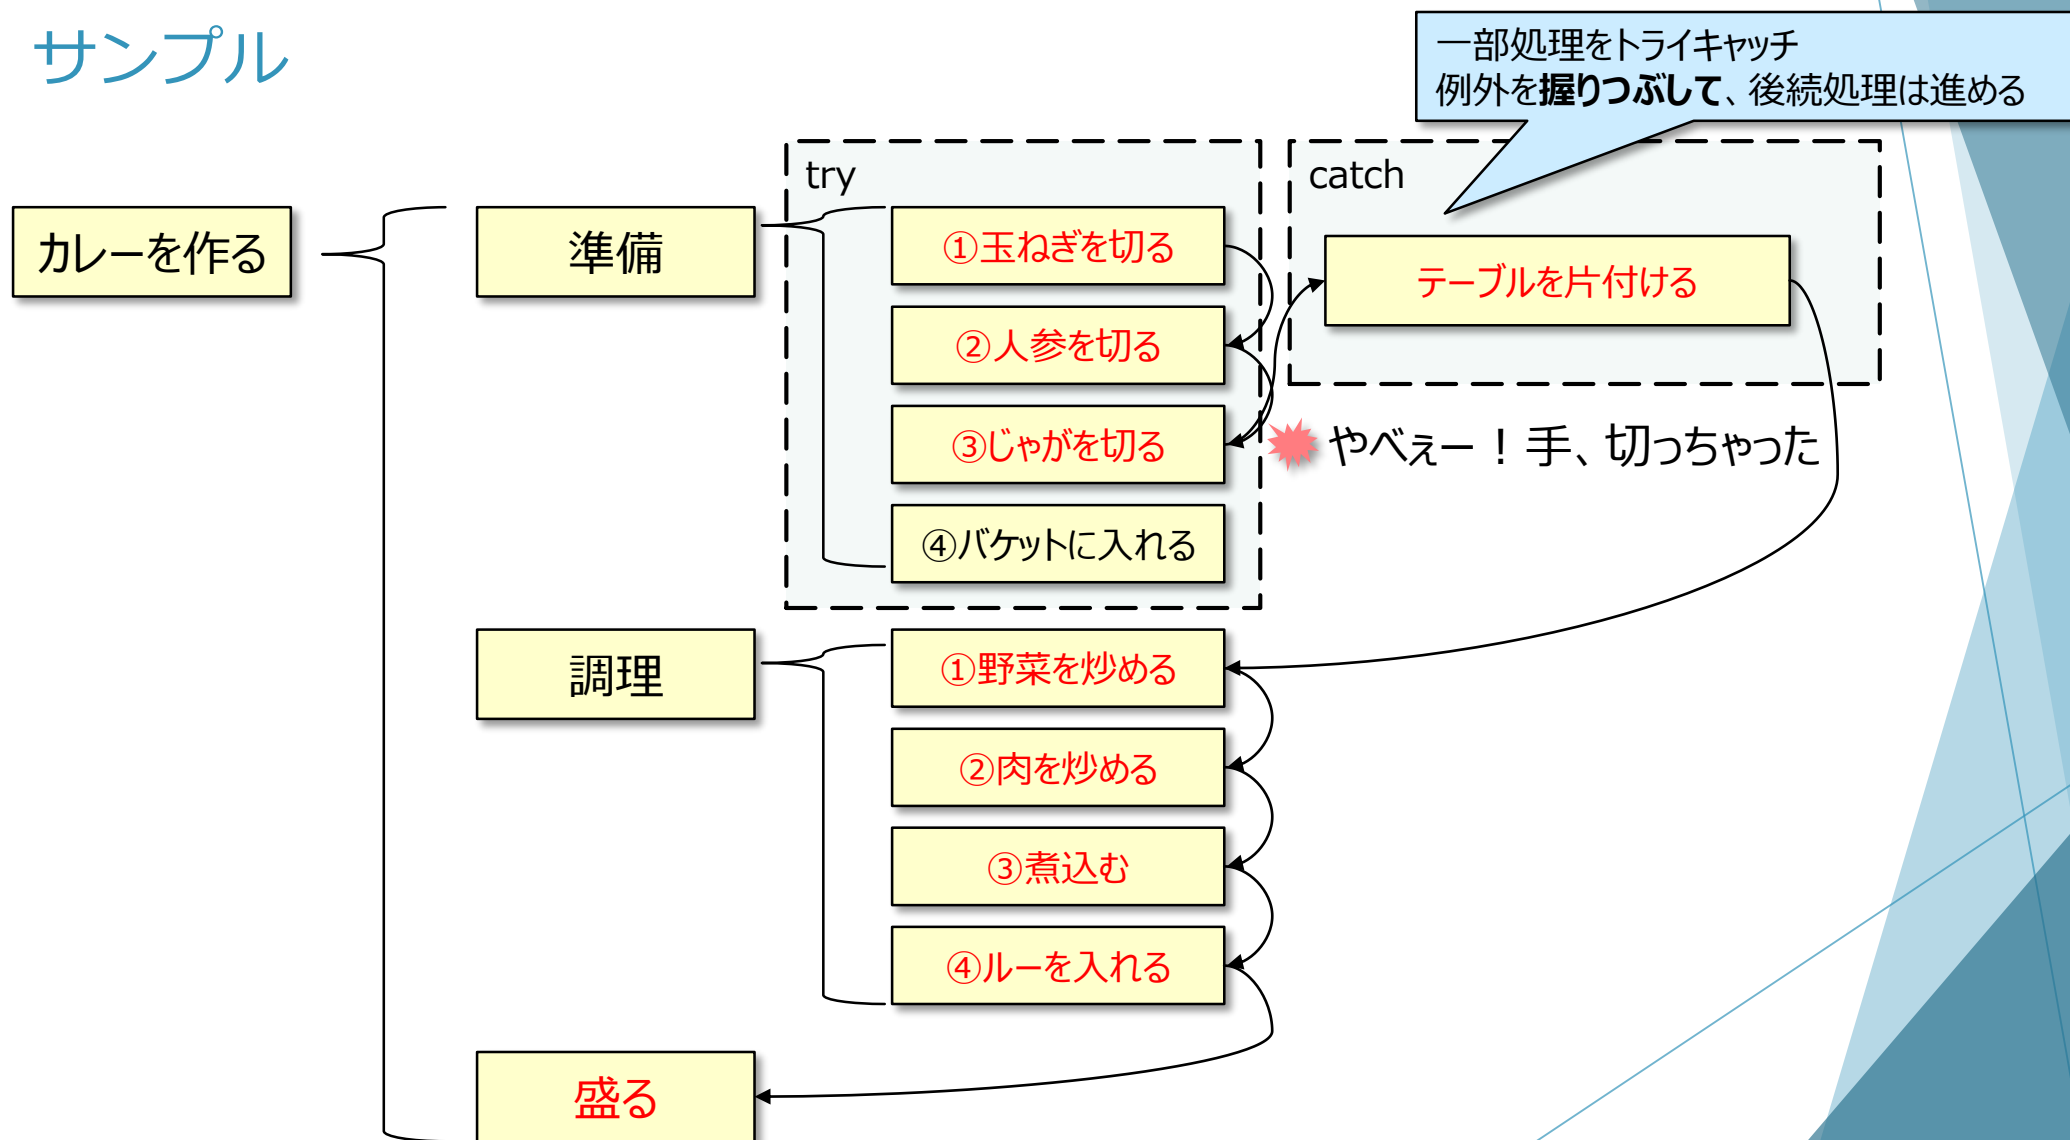 サンプル
一部処理をトライキャッチ
例外を握りつぶして、後続処理は進める
try
catch
カレーを作る
準備
①玉ねぎを切る
②人参を切る
③じゃがを切る
④バケットに入れる
テーブルを片付ける
やべぇー！手、切っちゃった
調理
①野菜を炒める
②肉を炒める
③煮込む
④ルーを入れる
盛る